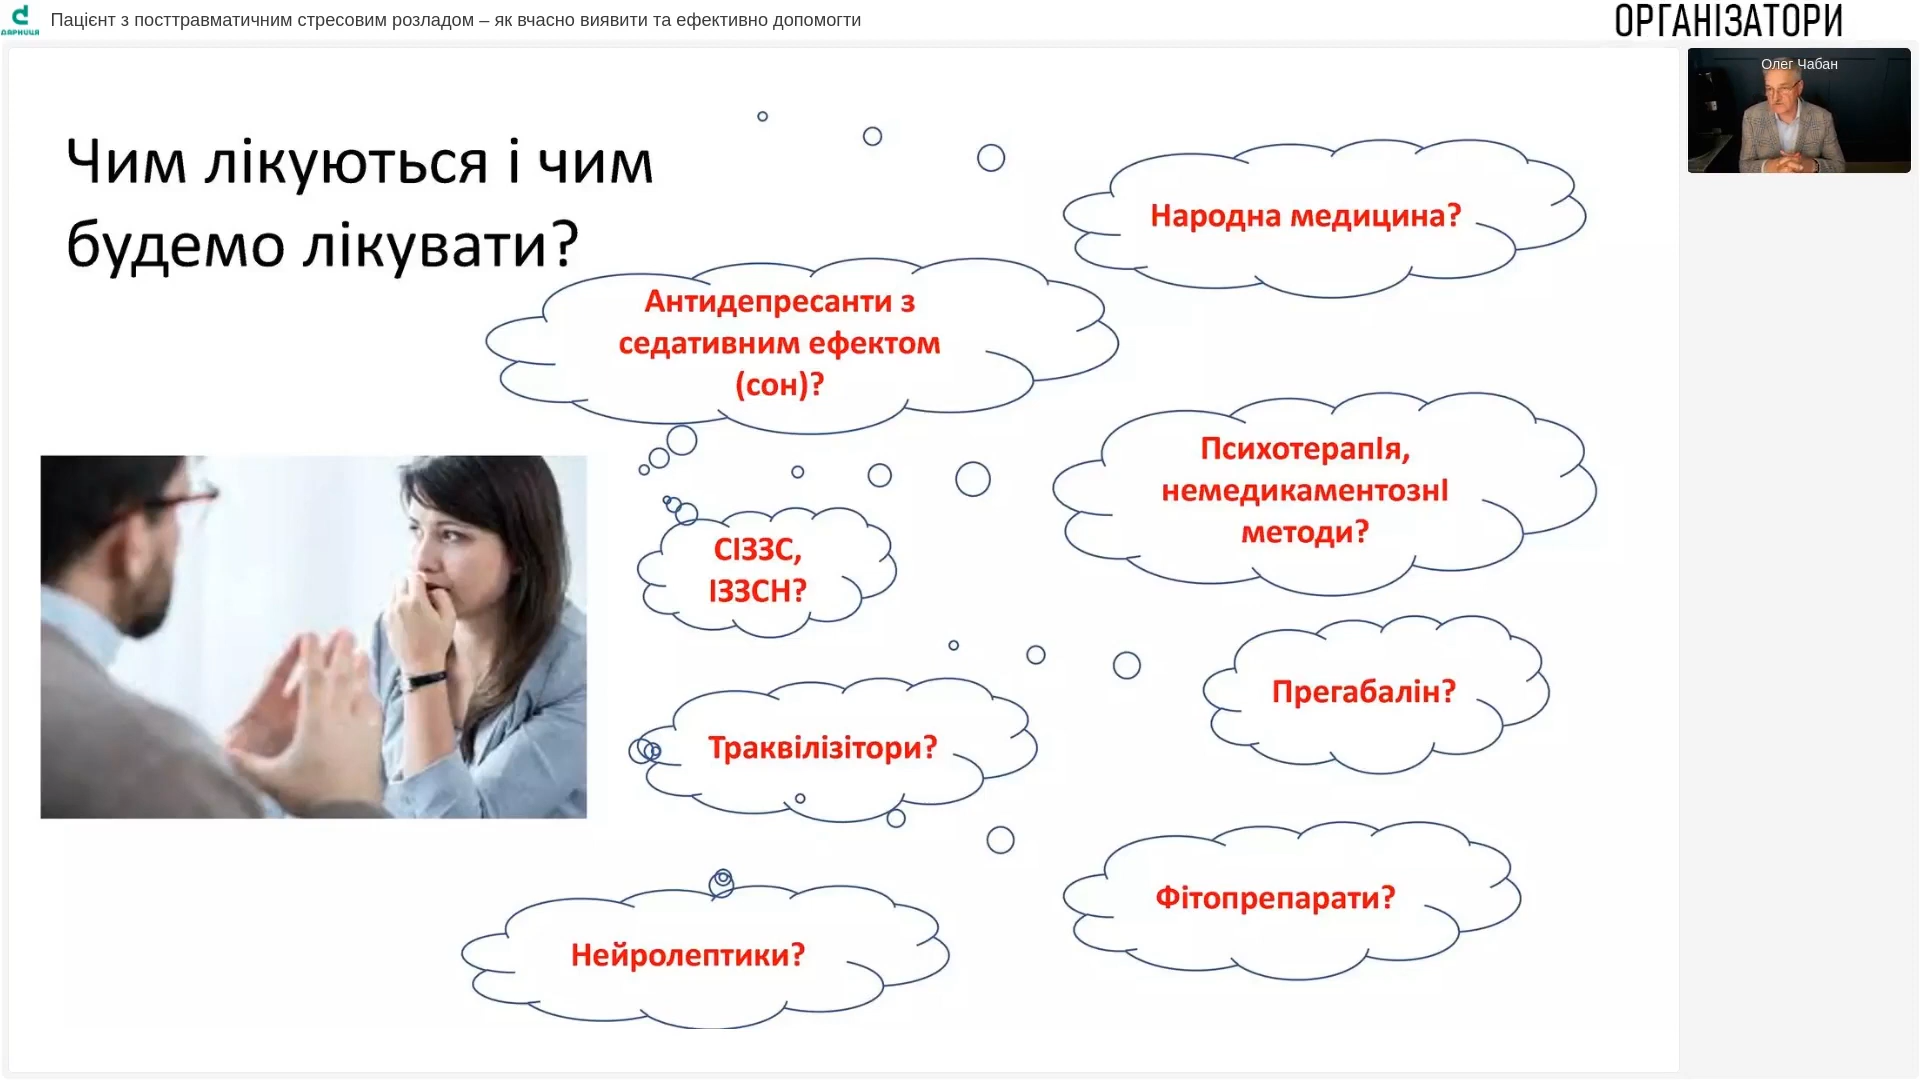 Пацієнт з посттравматичним стресовим розладом – як вчасно виявити та ефективно допомогти
ОРГАНІЗАТОРИ
ДАРНИЦЯ
Олег Чабан
Чим лікуються і чим
будемо лікувати?
Народна медицина?
Антидепресанти з
седативним ефектом
(сон)?
ПсихотерапІя,
немедикаментознІ
методи?
СІЗЗС,
ІЗЗСН?
Прегабалін?
Траквілізітори?
Фітопрепарати?
Нейролептики?